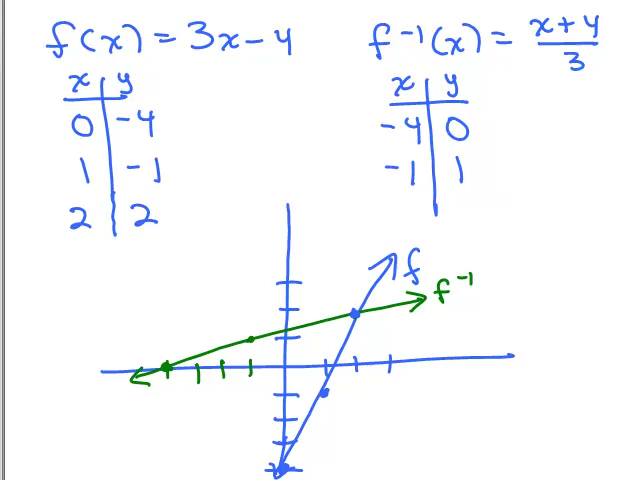 f(x) = 3x - 4
x y
0 -4
1 -1
2 2
f⁻¹(x) = (x + 4)/3
x y
-4 0
-1 1
f
f⁻¹